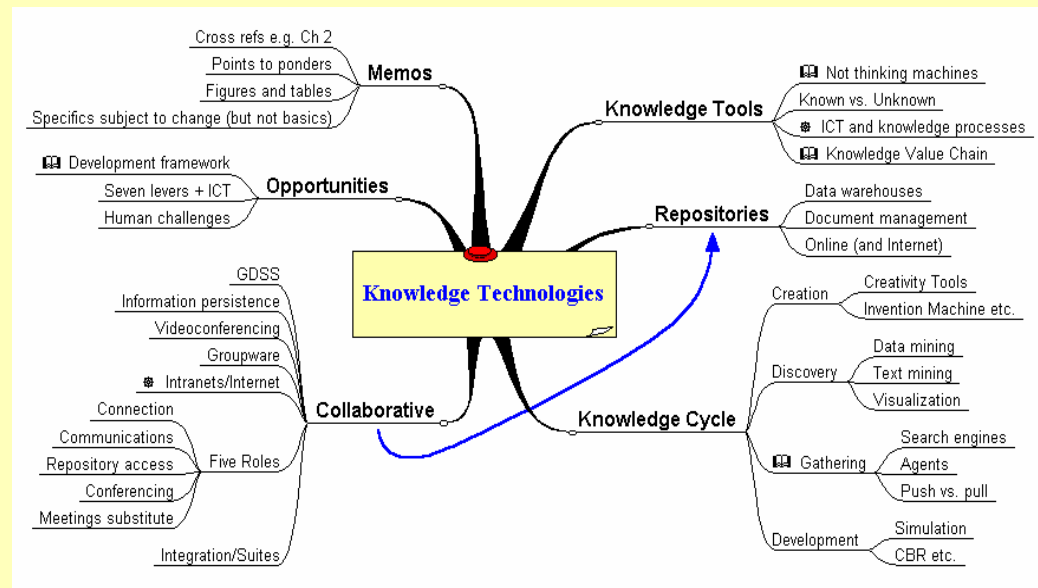 Knowledge Technologies
Memos
Cross refs e.g. Ch 2
Points to ponders
Figures and tables
Specifics subject to change (but not basics)
Opportunities
Development framework
Seven levers + ICT
Human challenges
Collaborative
GDSS
Information persistence
Videoconferencing
Groupware
Intranets/Internet
Five Roles
Connection
Communications
Repository access
Conferencing
Meetings substitute
Integration/Suites
Knowledge Tools
Not thinking machines
Known vs. Unknown
ICT and knowledge processes
Knowledge Value Chain
Repositories
Data warehouses
Document management
Online (and Internet)
Knowledge Cycle
Creation
Creativity Tools
Invention Machine etc.
Discovery
Data mining
Text mining
Visualization
Gathering
Search engines
Agents
Push vs. pull
Development
Simulation
CBR etc.